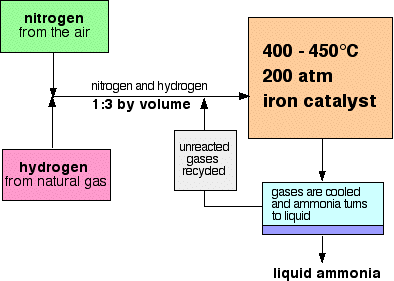 nitrogen
from the air
nitrogen and hydrogen
1:3 by volume
400 - 450°C
200 atm
iron catalyst
hydrogen
from natural gas
unreacted
gases
recycled
gases are cooled
and ammonia turns
to liquid
liquid ammonia